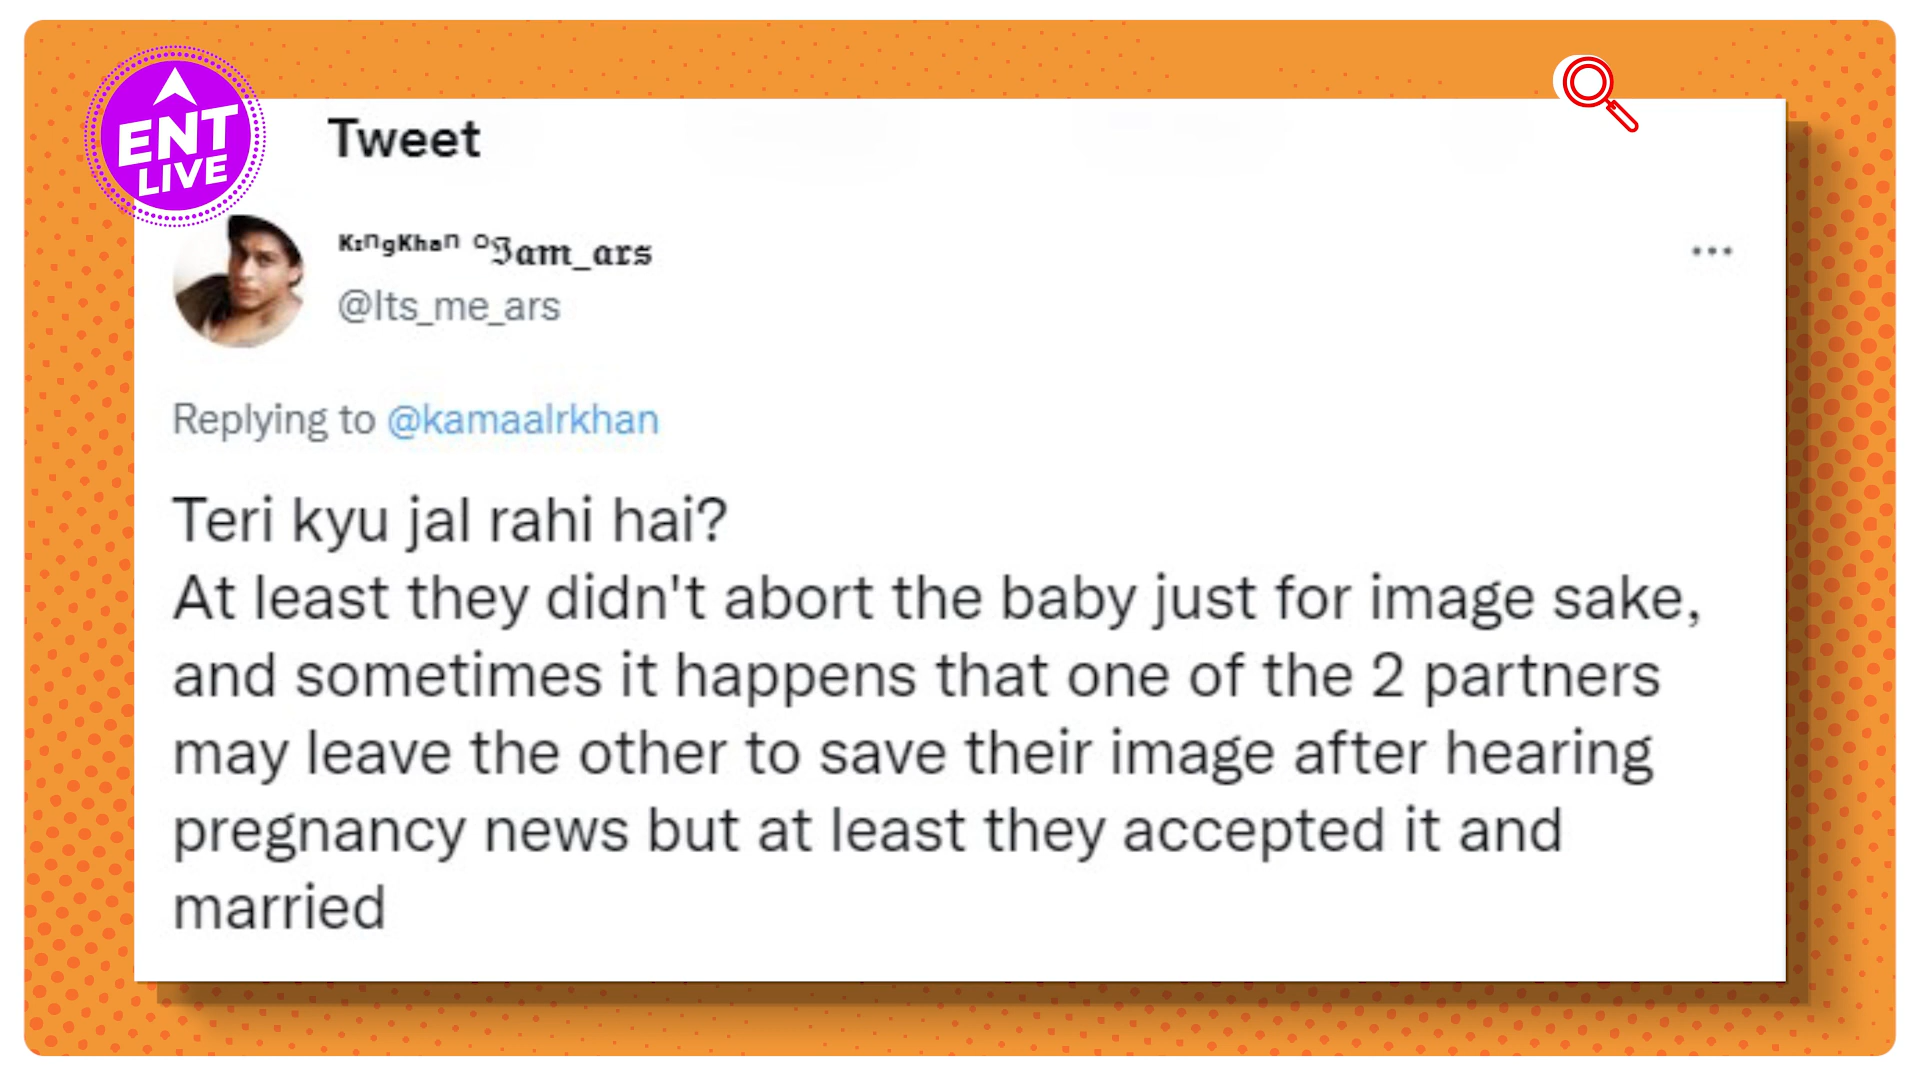 ENT
LIVE
Tweet
KɪngKhan ᴼℑ𝔞𝔪_𝔞𝔯𝔰
@Its_me_ars
Replying to @kamaalrkhan
Teri kyu jal rahi hai?
At least they didn't abort the baby just for image sake,
and sometimes it happens that one of the 2 partners
may leave the other to save their image after hearing
pregnancy news but at least they accepted it and
married